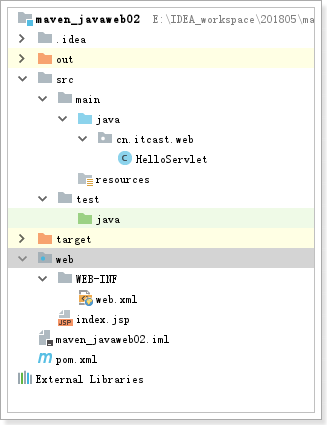 maven_javaweb02 E:\IDEA_workspace\201805\ma
.idea
out
src
main
java
cn.itcast.web
C HelloServlet
resources
test
java
target
web
WEB-INF
web.xml
JSP index.jsp
maven_javaweb02.iml
m pom.xml
External Libraries